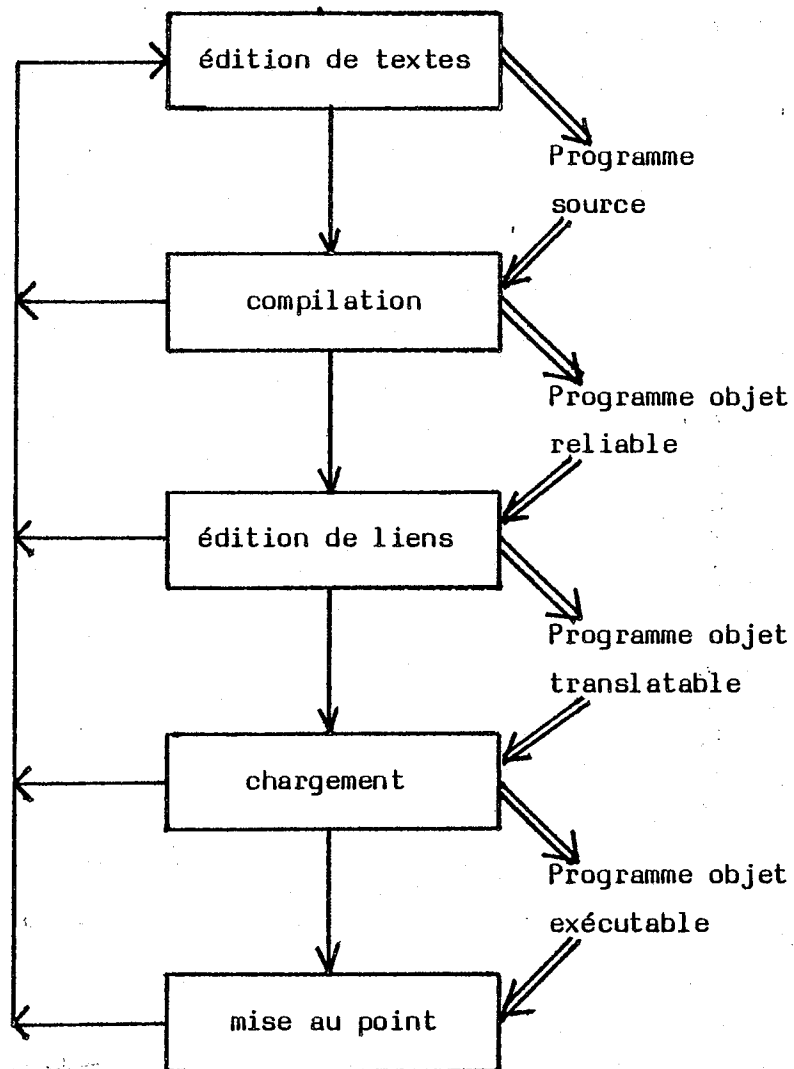 édition de textes
Programme
source
compilation
Programme objet
reliable
édition de liens
Programme objet
translatable
chargement
Programme objet
exécutable
mise au point